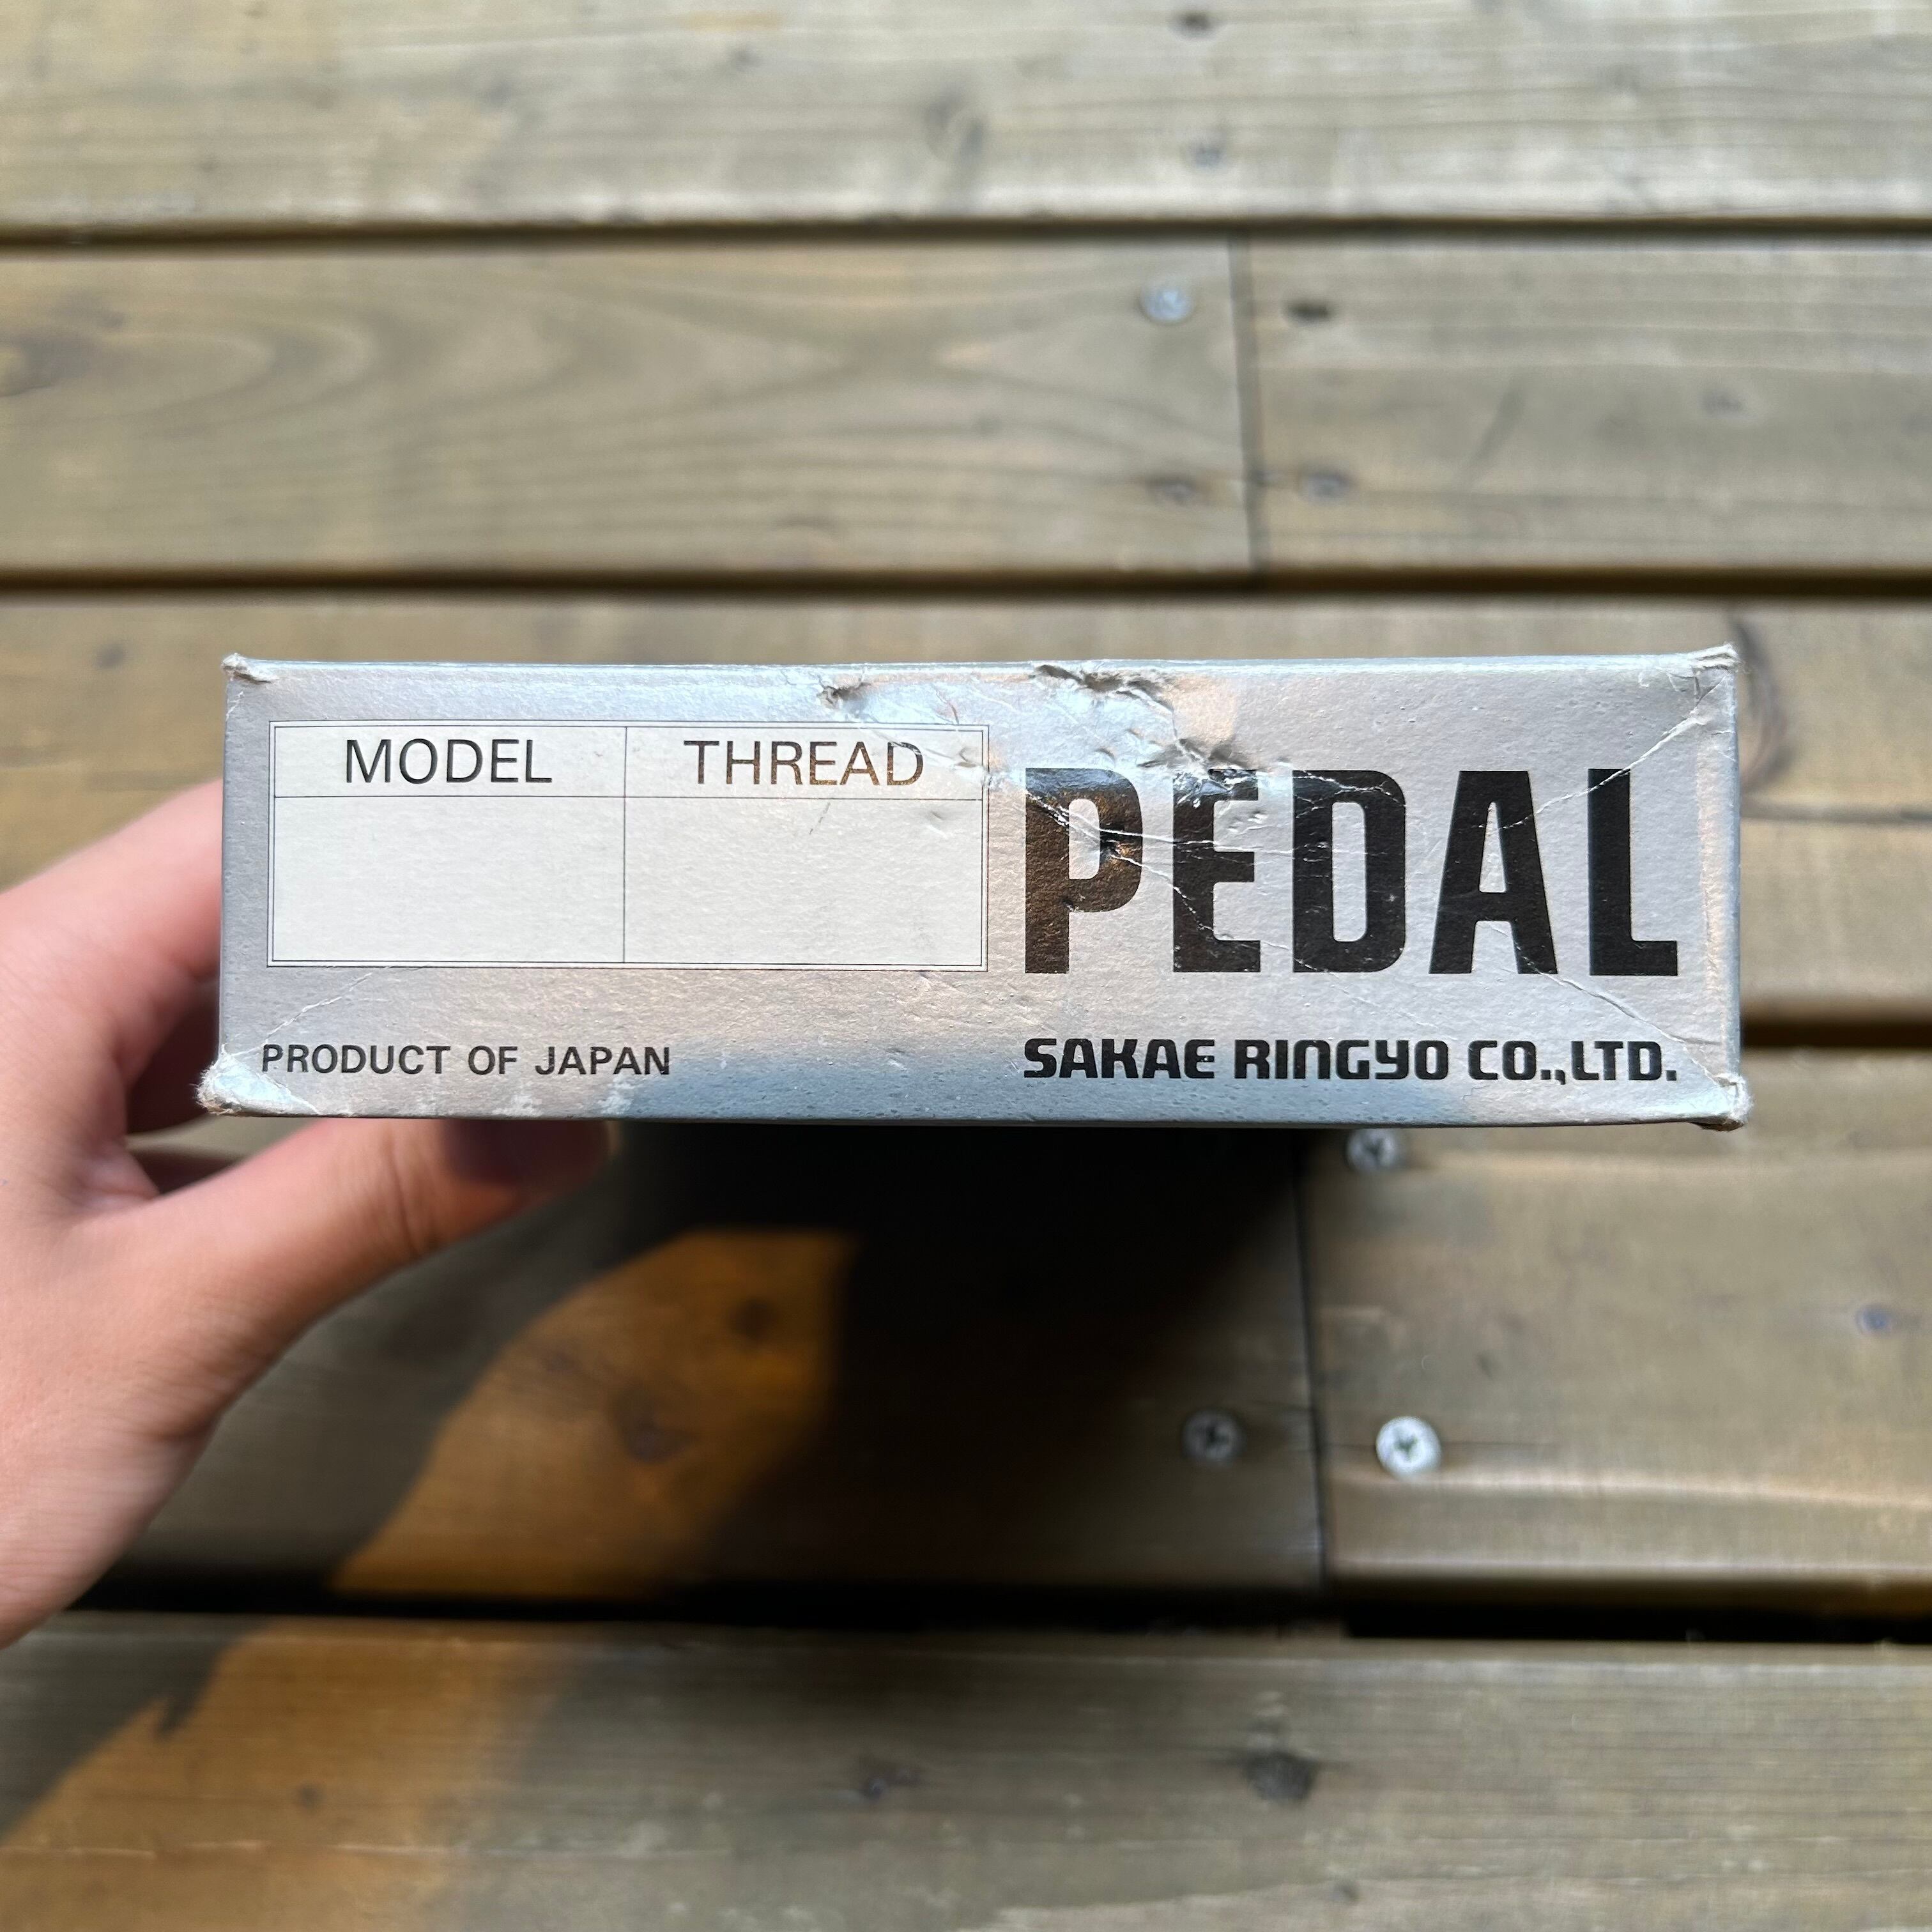 MODEL THREAD
PEDAL
PRODUCT OF JAPAN
SAKAE RINGYO CO.,LTD.